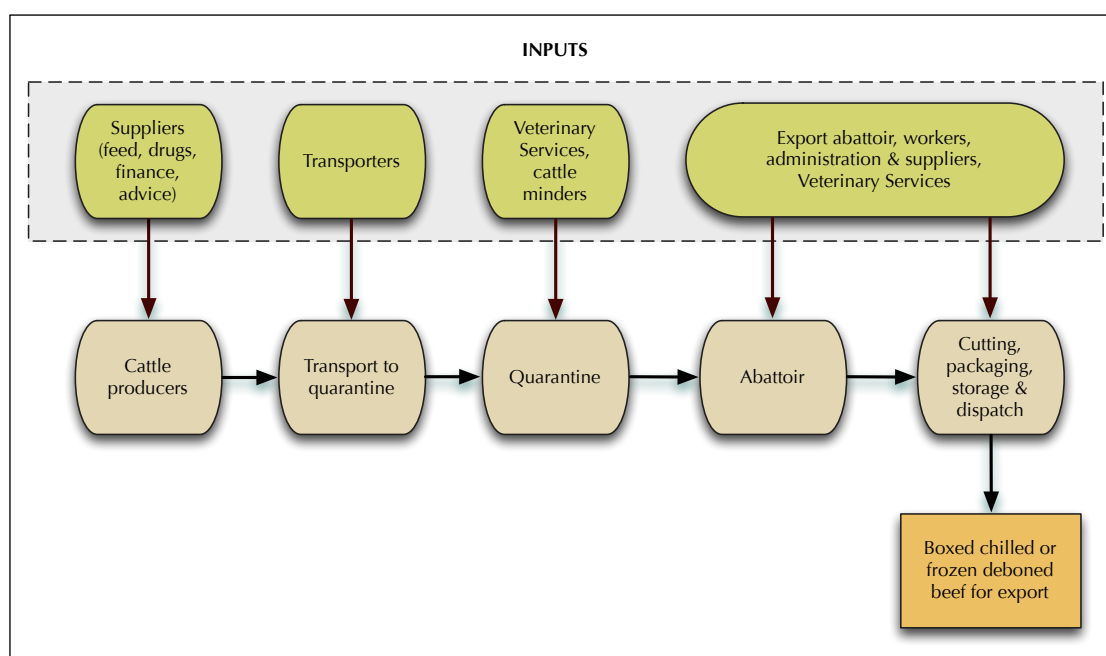 INPUTS
Suppliers
(feed, drugs,
finance,
advice)
Transporters
Veterinary
Services,
cattle
minders
Export abattoir, workers,
administration & suppliers,
Veterinary Services
Cattle
producers
Transport to
quarantine
Quarantine
Abattoir
Cutting,
packaging,
storage &
dispatch
Boxed chilled or
frozen deboned
beef for export